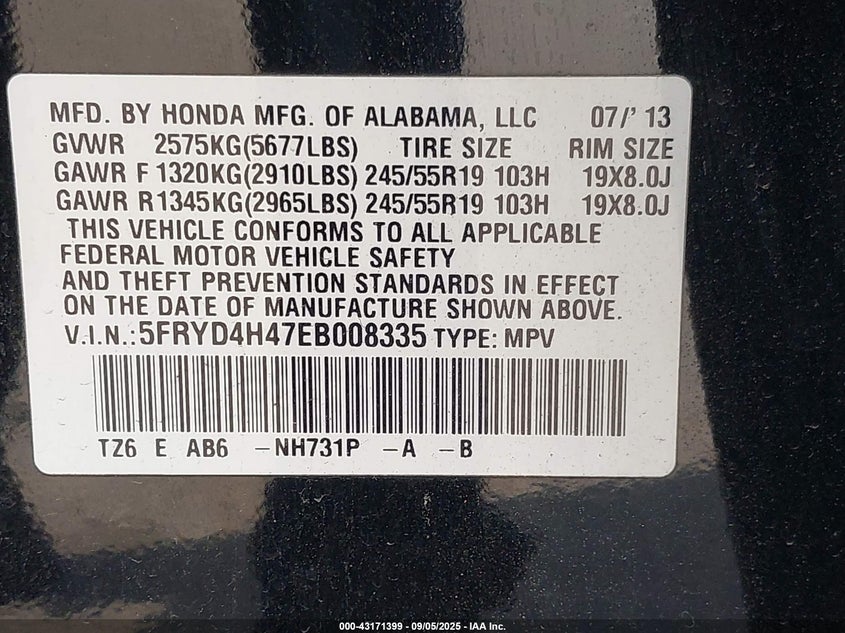 MFD. BY HONDA MFG. OF ALABAMA, LLC 07/' 13
GVWR 2575KG(5677LBS) TIRE SIZE RIM SIZE
GAWR F 1320KG(2910LBS) 245/55R19 103H 19X8.0J
GAWR R1345KG(2965LBS) 245/55R19 103H 19X8.0J
THIS VEHICLE CONFORMS TO ALL APPLICABLE
FEDERAL MOTOR VEHICLE SAFETY
AND THEFT PREVENTION STANDARDS IN EFFECT
ON THE DATE OF MANUFACTURE SHOWN ABOVE.
V.I.N.:5FRYD4H47EB008335 TYPE: MPV
TZ6 E AB6 -NH731P -A -B
000-43171399 - 09/05/2025 - IAA Inc.